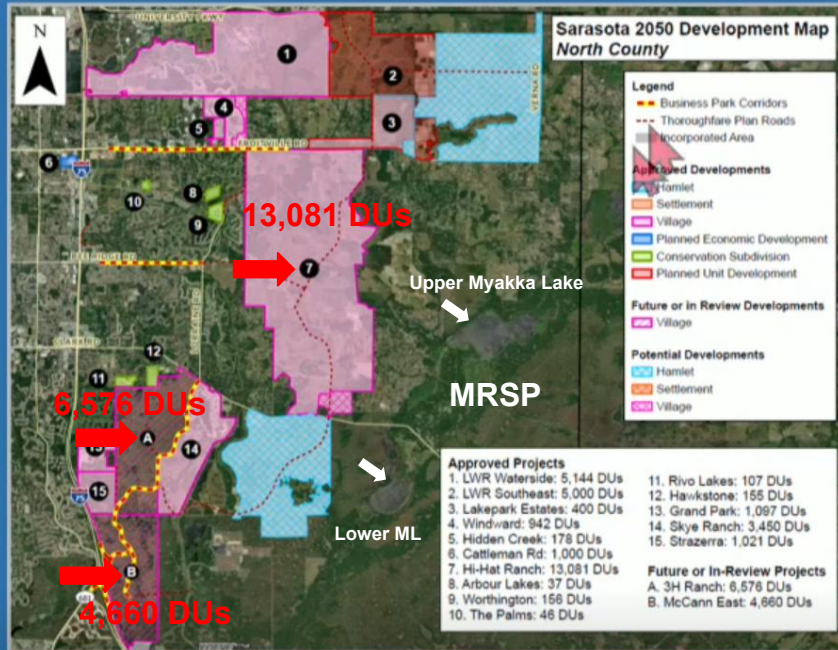 Sarasota 2050 Development Map
North County
N
UNIVERSITY PKWY
VERNA RD
FRUITVILLE RD
BEE RIDGE RD
CLARK RD
1
2
3
4
5
6
75
7
8
9
10
11
12
A
14
15
75
B
681
13,081 DUs
6,576 DUs
4,660 DUs
Upper Myakka Lake
MRSP
Lower ML
Legend
Business Park Corridors
Thoroughfare Plan Roads
Incorporated Area
Approved Developments
Hamlet
Settlement
Village
Planned Economic Development
Conservation Subdivision
Planned Unit Development
Future or in Review Developments
Village
Potential Developments
Hamlet
Settlement
Village
Approved Projects
1. LWR Waterside: 5,144 DUs
2. LWR Southeast: 5,000 DUs
3. Lakepark Estates: 400 DUs
4. Windward: 942 DUs
5. Hidden Creek: 178 DUs
6. Cattleman Rd: 1,000 DUs
7. Hi-Hat Ranch: 13,081 DUs
8. Arbour Lakes: 37 DUs
9. Worthington: 156 DUs
10. The Palms: 46 DUs
11. Rivo Lakes: 107 DUs
12. Hawkstone: 155 DUs
13. Grand Park: 1,097 DUs
14. Skye Ranch: 3,450 DUs
15. Strazerra: 1,021 DUs
Future or In-Review Projects
A. 3H Ranch: 6,576 DUs
B. McCann East: 4,660 DUs